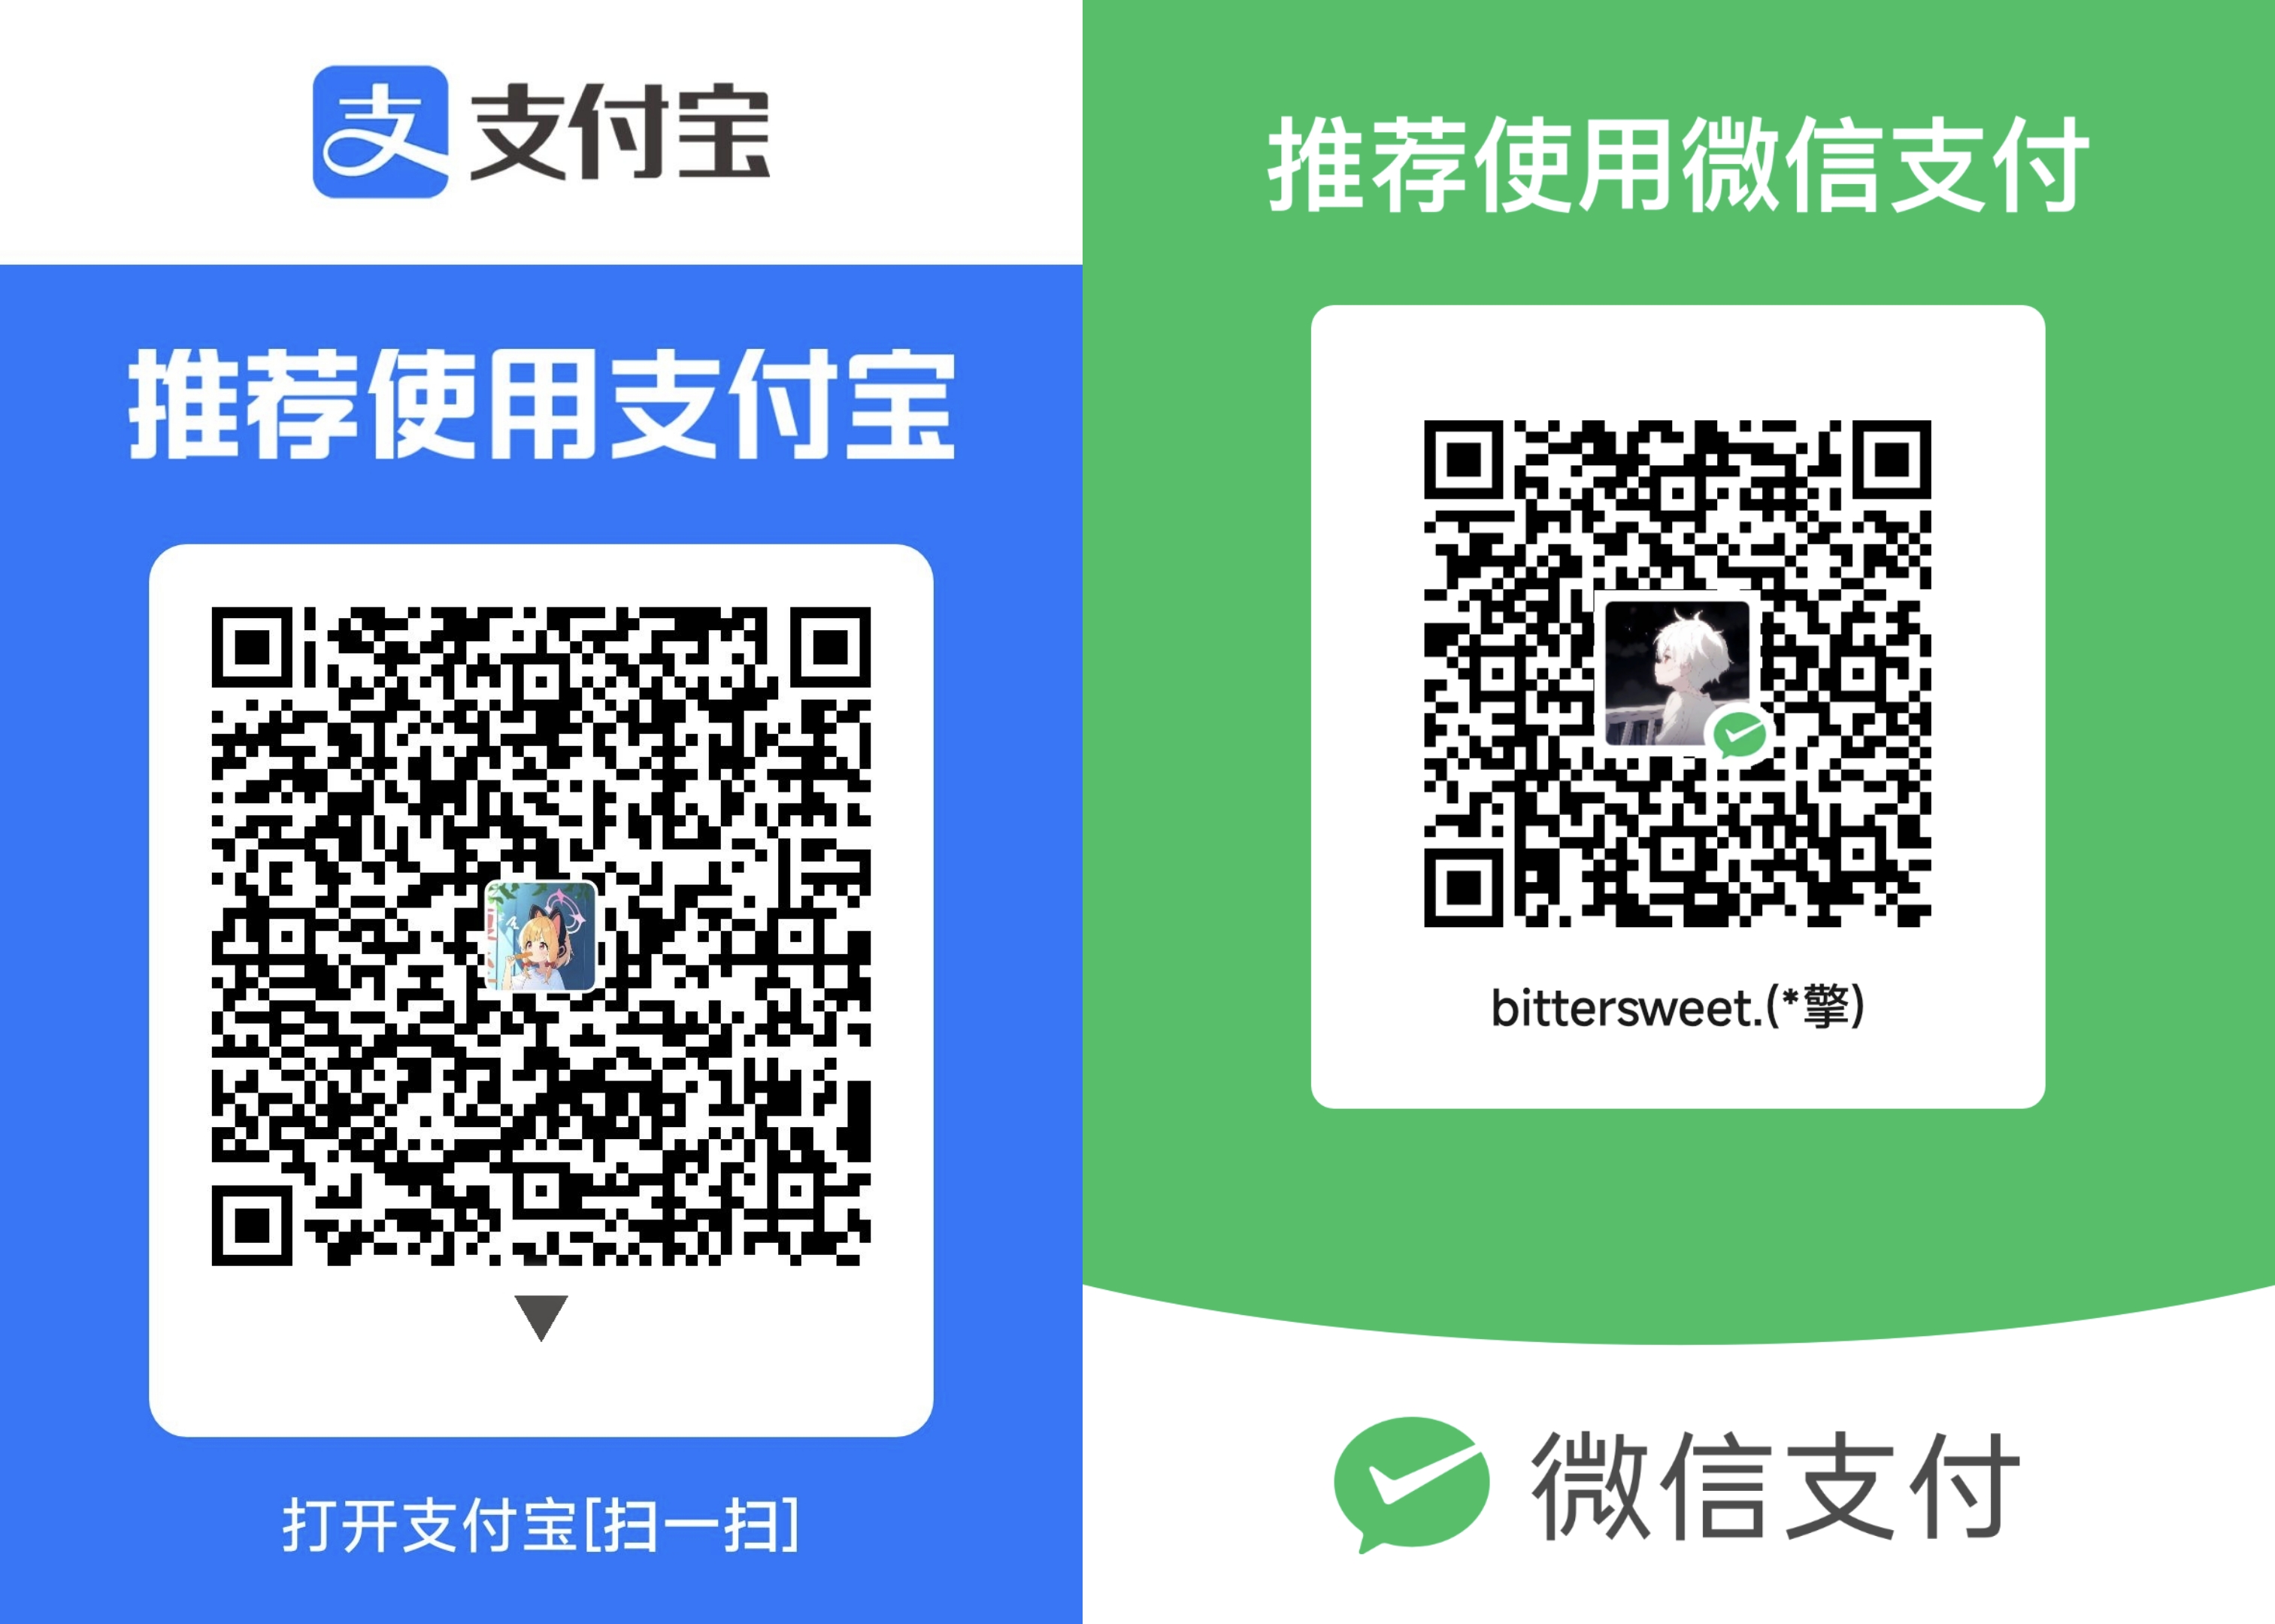 支 支付宝
推荐使用支付宝
打开支付宝[扫一扫]
推荐使用微信支付
bittersweet.(*擎)
微信支付